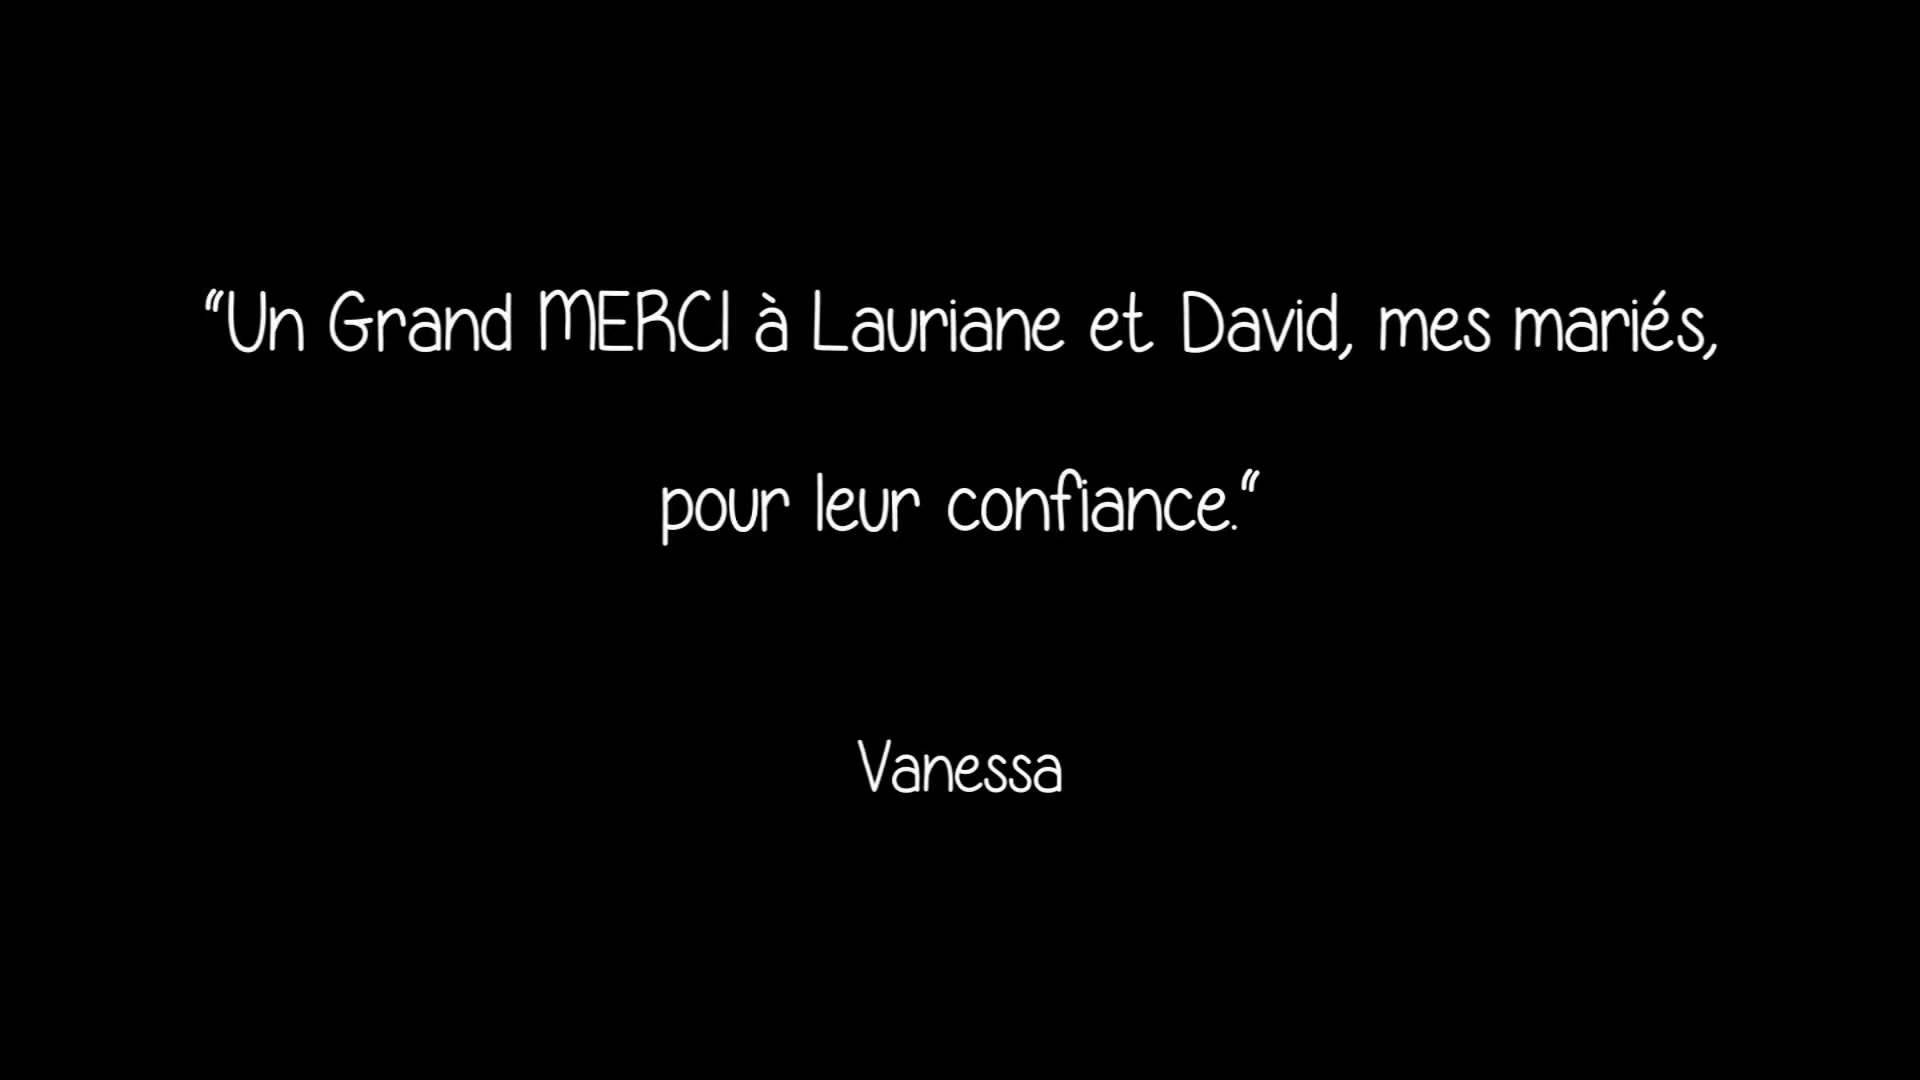 “Un Grand MERCI à Lauriane et David, mes mariés,
pour leur confiance.“
Vanessa